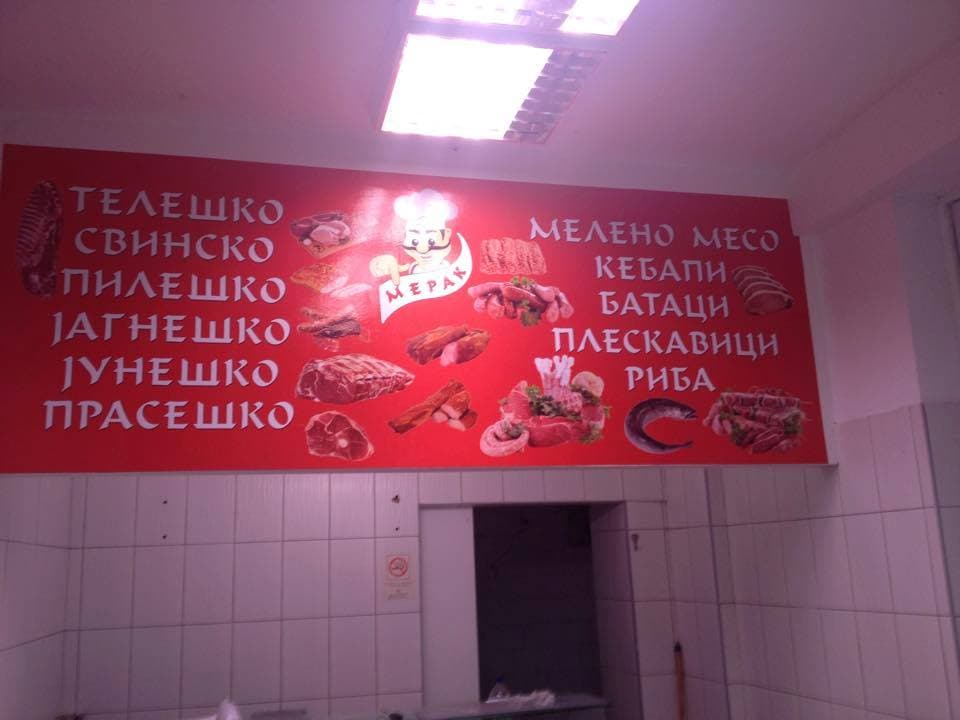 ТЕЛЕШКО
СВИНСКО
ПИЛЕШКО
ЈАГНЕШКО
ЈУНЕШКО
ПРАСЕШКО
МЕРАК
МЕЛЕНО МЕСО
КЕБАПИ
БАТАЦИ
ПЛЕСКАВИЦИ
РИБА